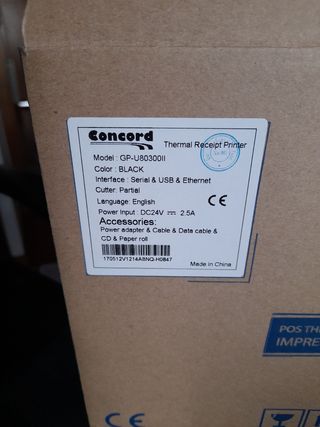 Concord
Thermal Receipt Printer
Model : GP-U80300II
Color : BLACK
Interface : Serial & USB & Ethernet
Cutter: Partial
Language: English
Power Input : DC24V ⎓ 2.5A
CE
Accessories:
Power adapter & Cable & Data cable &
CD & Paper roll
170512V1214ABNQ-H0847
Made in China
POS TH
IMPRE
CE